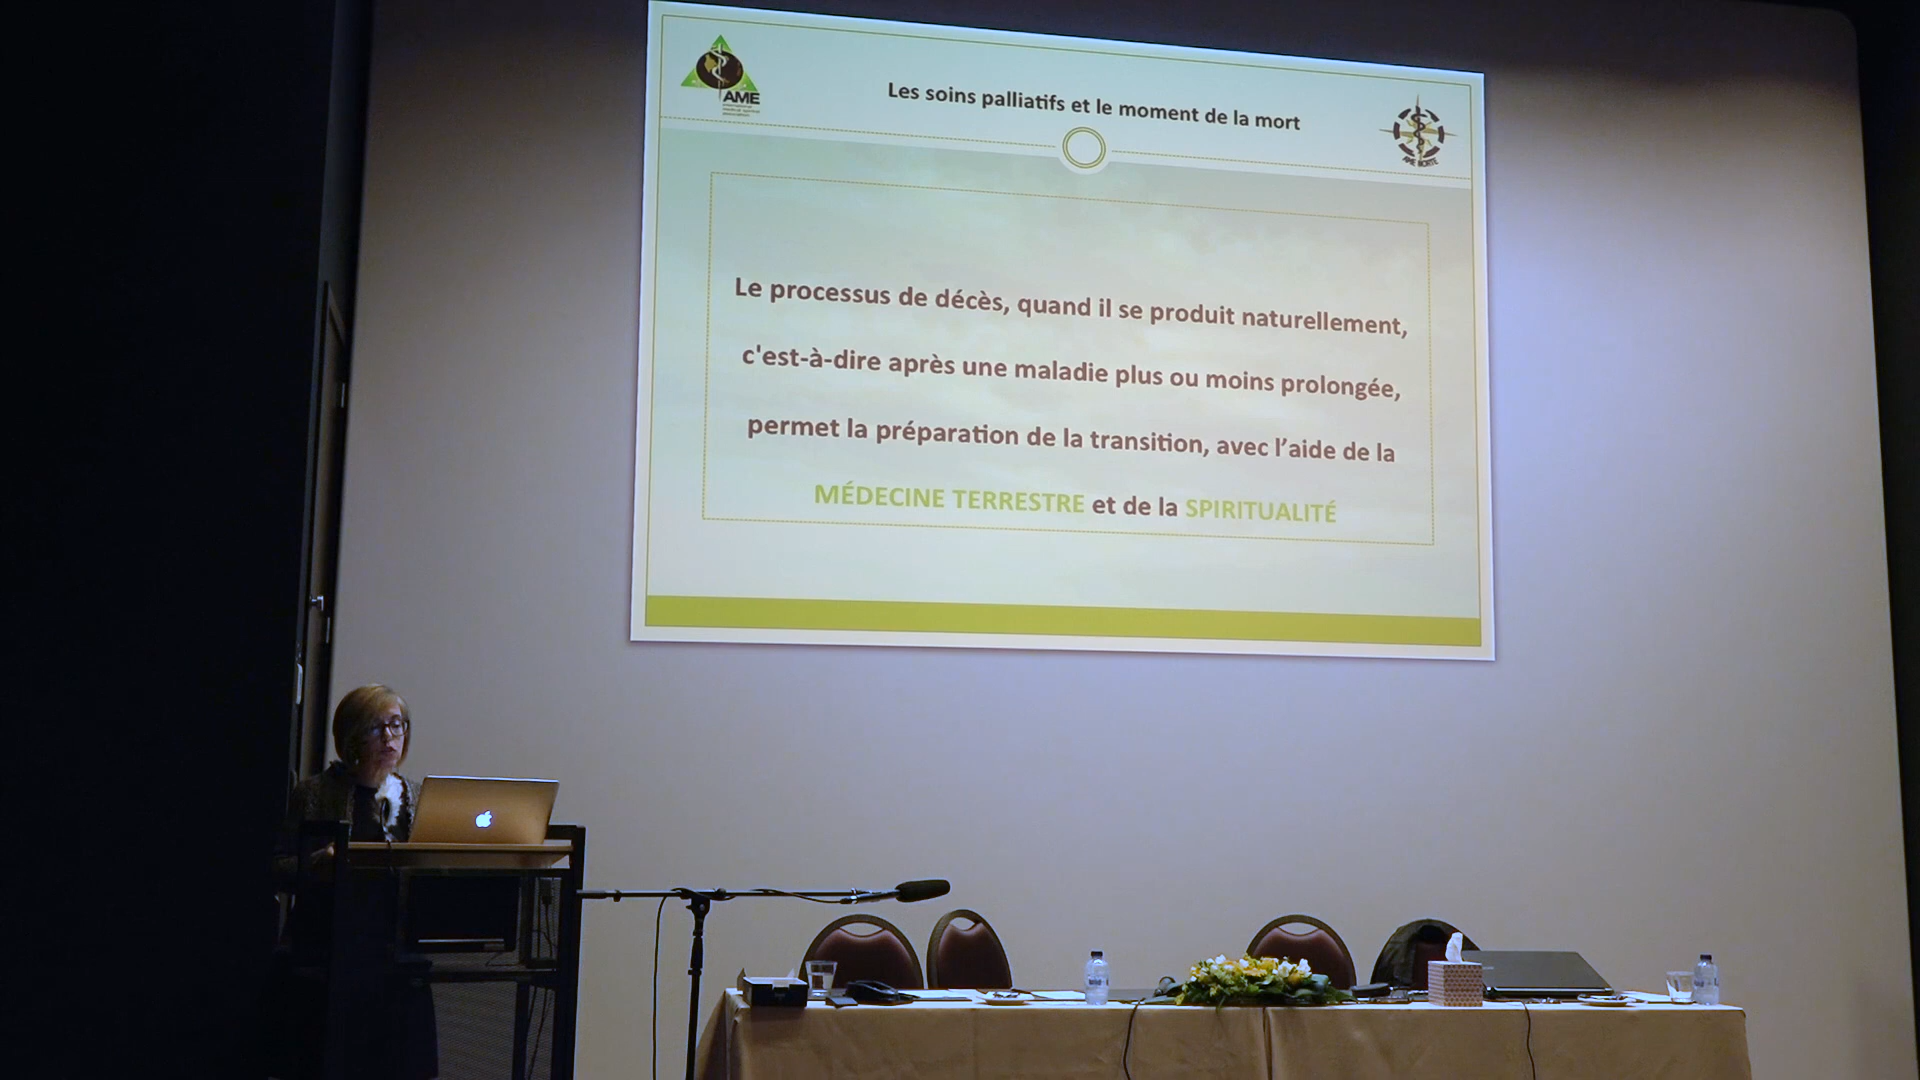 AME
Les soins palliatifs et le moment de la mort
AME NORTE
Le processus de décès, quand il se produit naturellement,
c'est-à-dire après une maladie plus ou moins prolongée,
permet la préparation de la transition, avec l’aide de la
MÉDECINE TERRESTRE et de la SPIRITUALITÉ